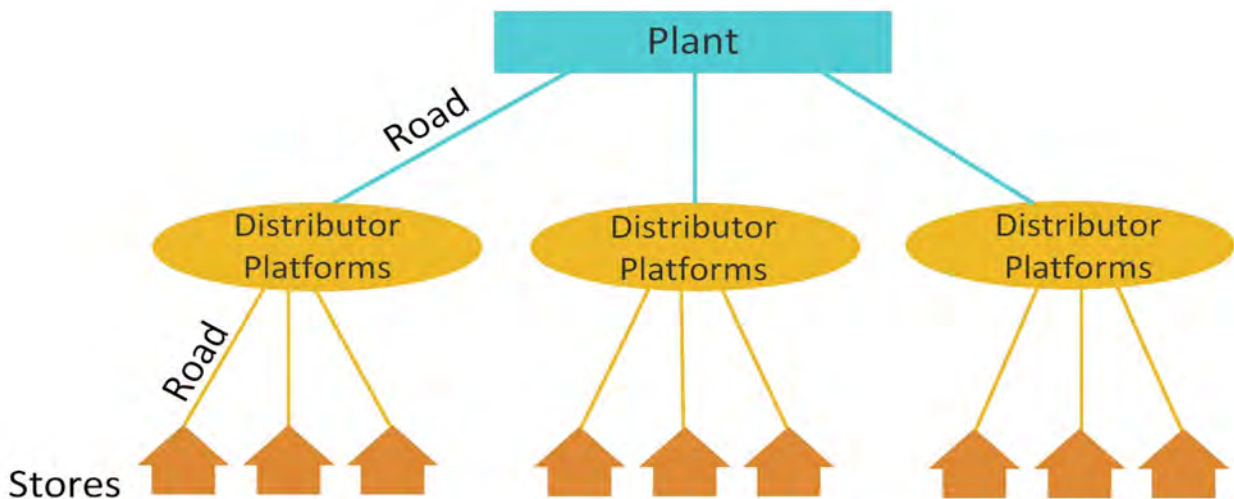 Plant
Road
Distributor
Platforms
Distributor
Platforms
Distributor
Platforms
Road
Stores